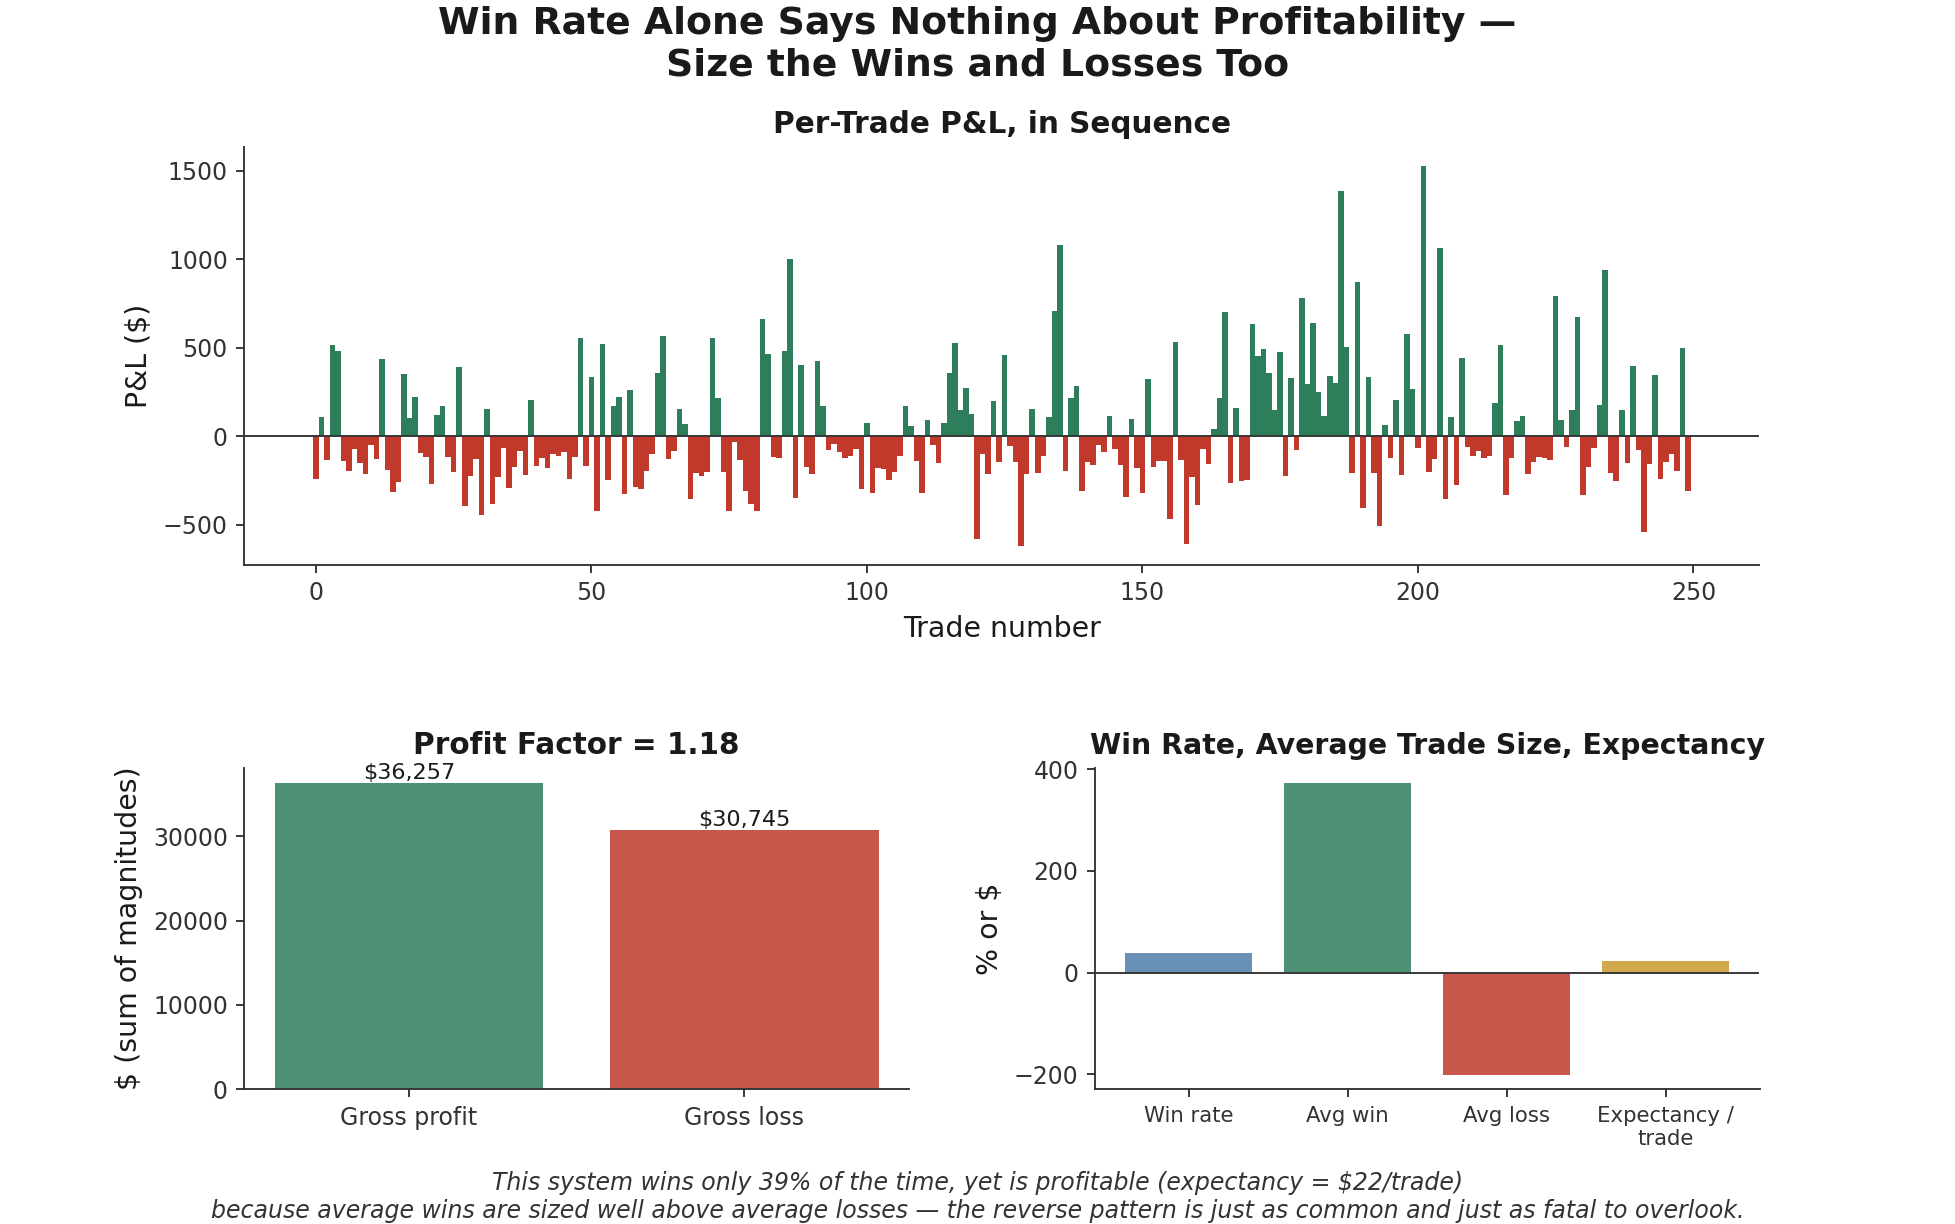 Win Rate Alone Says Nothing About Profitability —
Size the Wins and Losses Too
Per-Trade P&L, in Sequence
P&L ($)
1500
1000
500
0
−500
0
50
100
150
200
250
Trade number
Profit Factor = 1.18
$ (sum of magnitudes)
30000
20000
10000
0
$36,257
$30,745
Gross profit
Gross loss
Win Rate, Average Trade Size, Expectancy
% or $
400
200
0
−200
Win rate
Avg win
Avg loss
Expectancy /
trade
This system wins only 39% of the time, yet is profitable (expectancy = $22/trade)
because average wins are sized well above average losses — the reverse pattern is just as common and just as fatal to overlook.